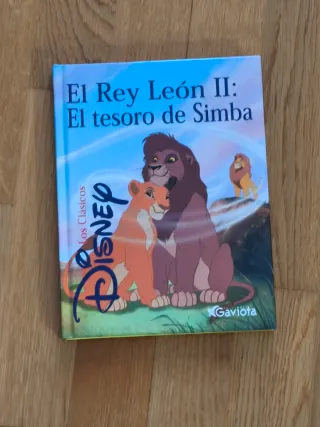 El Rey León II:
El tesoro de Simba
Los Clásicos
DISNEY
Gaviota